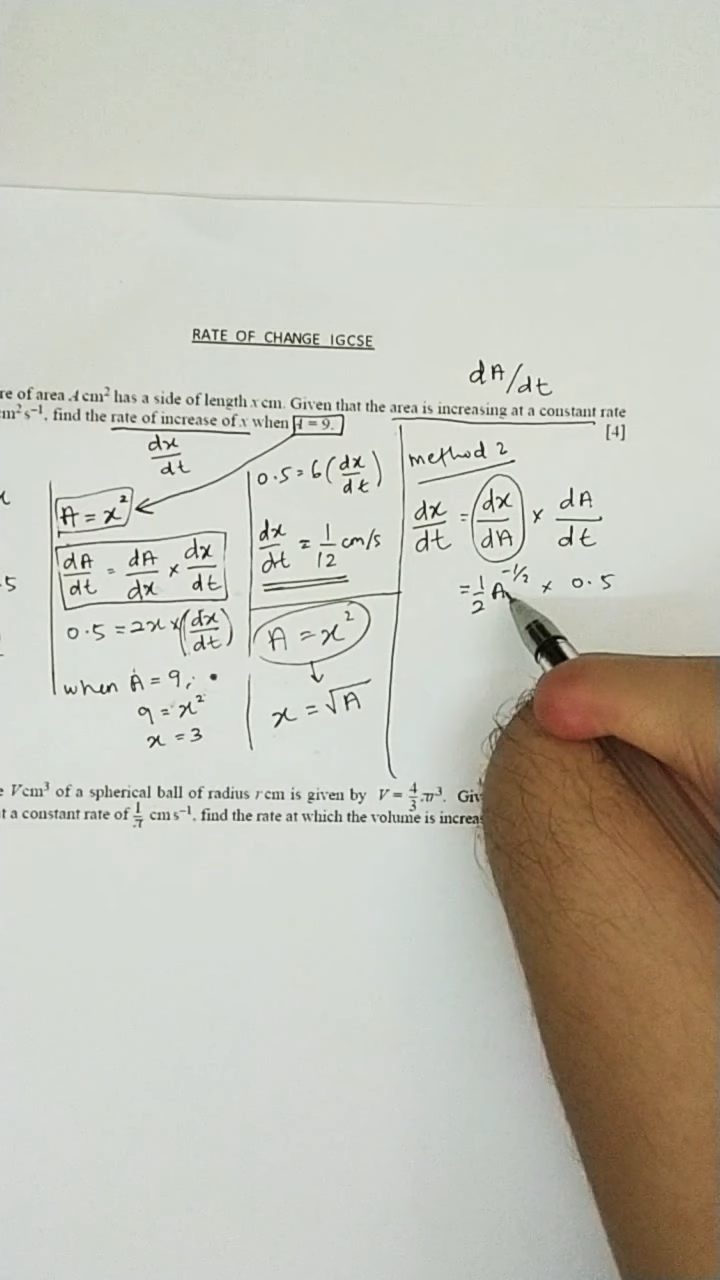 RATE OF CHANGE IGCSE
dA/dt
re of area A cm² has a side of length x cm. Given that the area is increasing at a constant rate
m² s⁻¹, find the rate of increase of x when A = 9.
[4]
dx/dt
x
.5
A = x²
dA/dt = dA/dx × dx/dt
0.5 = 2x × (dx/dt)
when A = 9,
9 = x²
x = 3
0.5 = 6(dx/dt)
dx/dt = 1/12 cm/s
A = x²
↓
x = √A
method 2
dx/dt = dx/dA × dA/dt
= 1/2 A^-1/2 × 0.5
e V cm³ of a spherical ball of radius r cm is given by V = 4/3 πr³. Giv
t a constant rate of 1/π cm s⁻¹, find the rate at which the volume is increa